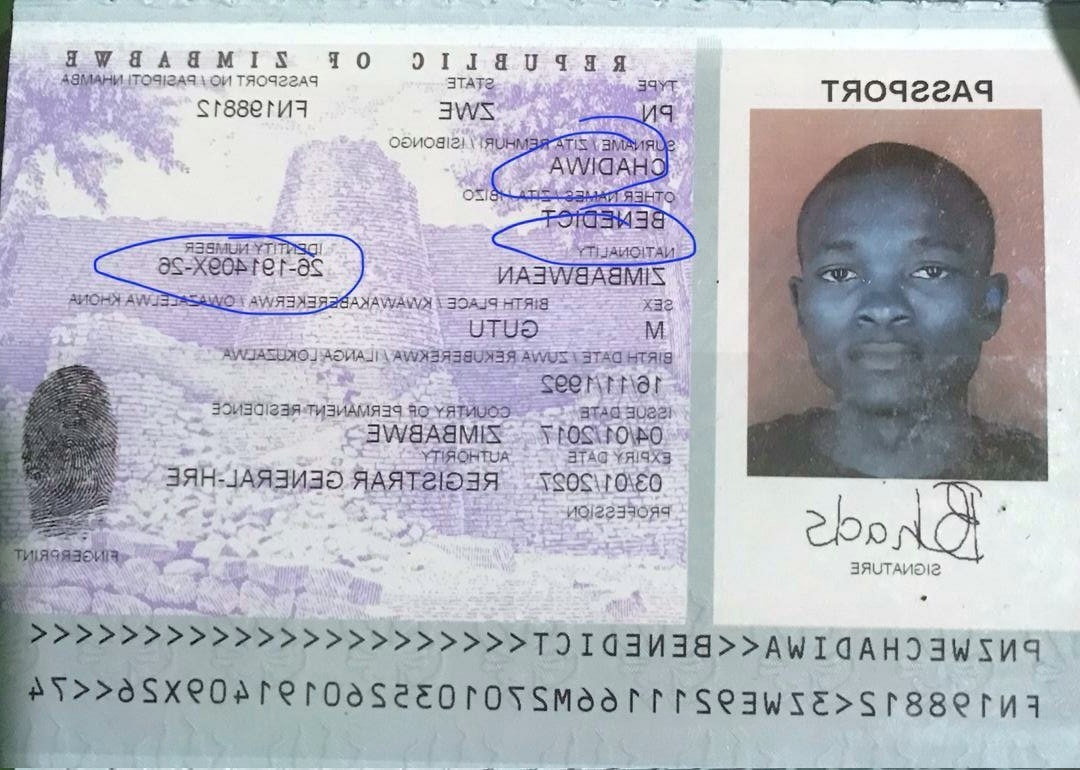 REPUBLIC OF ZIMBABWE
TYPE STATE PASSPORT NO / PASIPOTI NHAMBA
PN ZWE FN198812
SURNAME / ZITA REMHURI / ISIBONGO
CHADIWA
OTHER NAMES / ZITA / IBIZO
BENEDICT
NATIONALITY IDENTITY NUMBER
ZIMBABWEAN 26-191409X-26
SEX BIRTH PLACE / KWAWAKABEREKERWA / OWAZALELWA KHONA
M GUTU
BIRTH DATE / ZUVA REKUBEREKWA / ILANGA LOKUZALWA
16/11/1992
ISSUE DATE COUNTRY OF PERMANENT RESIDENCE
04/01/2017 ZIMBABWE
EXPIRY DATE AUTHORITY
03/01/2027 REGISTRAR GENERAL-HRE
PROFESSION
FINGERPRINT
PASSPORT
Bhads
SIGNATURE
PNZWECHADIWA<<BENEDICT<<<<<<<<<<<<<<<<<<<<
FN198812<3ZWE9211166M2701035260191409X26<<74